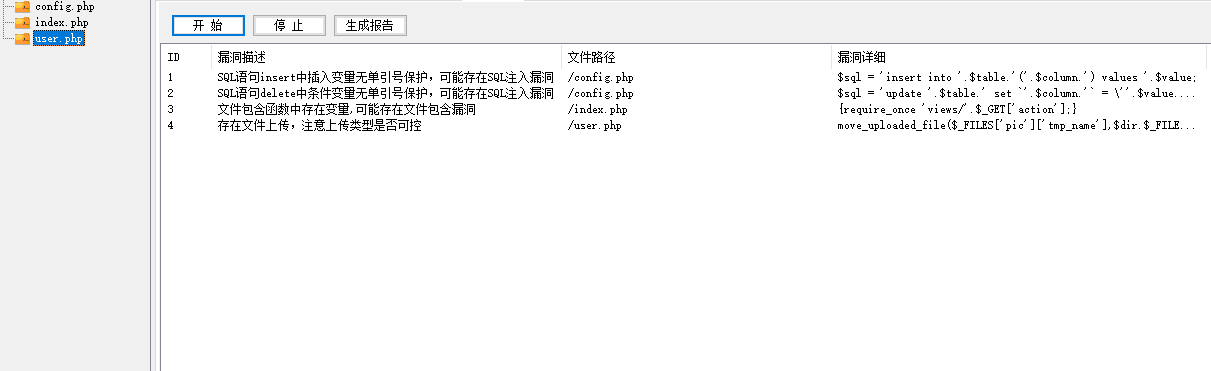 config.php
index.php
user.php
开 始 停 止 生成报告
ID 漏洞描述 文件路径 漏洞详细
1 SQL语句insert中插入变量无单引号保护，可能存在SQL注入漏洞 /config.php $sql = 'insert into '.$table.'('.$column.') values '.$value;
2 SQL语句delete中条件变量无单引号保护，可能存在SQL注入漏洞 /config.php $sql = 'update '.$table.' set `'.$column.'` = \''.$value....
3 文件包含函数中存在变量,可能存在文件包含漏洞 /index.php {require_once 'views/'.$_GET['action'];}
4 存在文件上传，注意上传类型是否可控 /user.php move_uploaded_file($_FILES['pic']['tmp_name'],$dir.$_FILE...